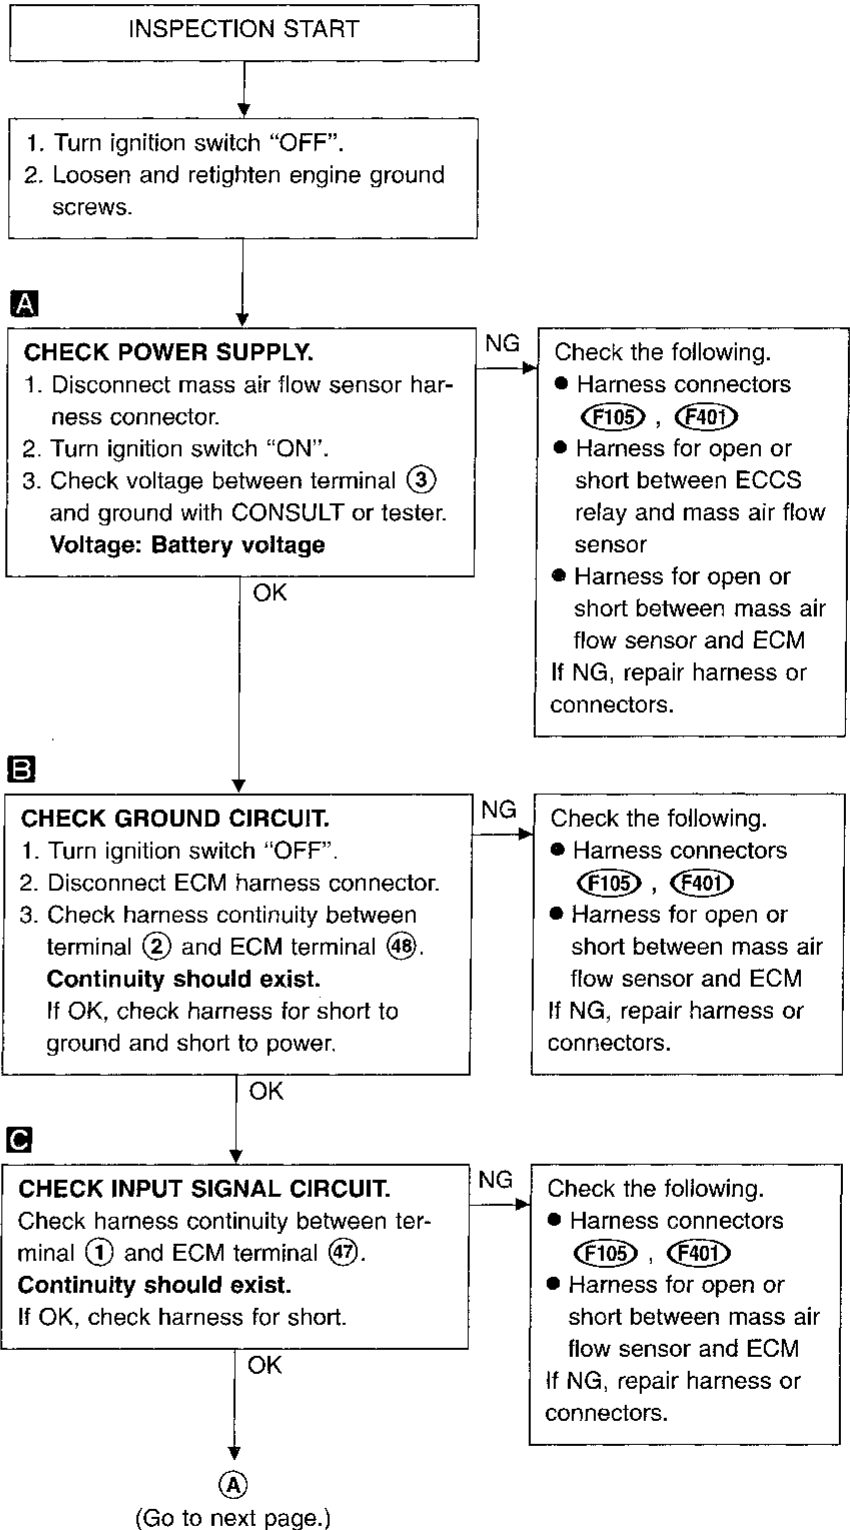 INSPECTION START
1. Turn ignition switch “OFF”.
2. Loosen and retighten engine ground
screws.
A
CHECK POWER SUPPLY.
1. Disconnect mass air flow sensor har-
ness connector.
2. Turn ignition switch “ON”.
3. Check voltage between terminal ③
and ground with CONSULT or tester.
Voltage: Battery voltage
NG
Check the following.
● Harness connectors
F105 , F401
● Harness for open or
short between ECCS
relay and mass air flow
sensor
● Harness for open or
short between mass air
flow sensor and ECM
If NG, repair harness or
connectors.
OK
B
CHECK GROUND CIRCUIT.
1. Turn ignition switch “OFF”.
2. Disconnect ECM harness connector.
3. Check harness continuity between
terminal ② and ECM terminal ㊽.
Continuity should exist.
If OK, check harness for short to
ground and short to power.
NG
Check the following.
● Harness connectors
F105 , F401
● Harness for open or
short between mass air
flow sensor and ECM
If NG, repair harness or
connectors.
OK
C
CHECK INPUT SIGNAL CIRCUIT.
Check harness continuity between ter-
minal ① and ECM terminal ㊼.
Continuity should exist.
If OK, check harness for short.
NG
Check the following.
● Harness connectors
F105 , F401
● Harness for open or
short between mass air
flow sensor and ECM
If NG, repair harness or
connectors.
OK
Ⓐ
(Go to next page.)